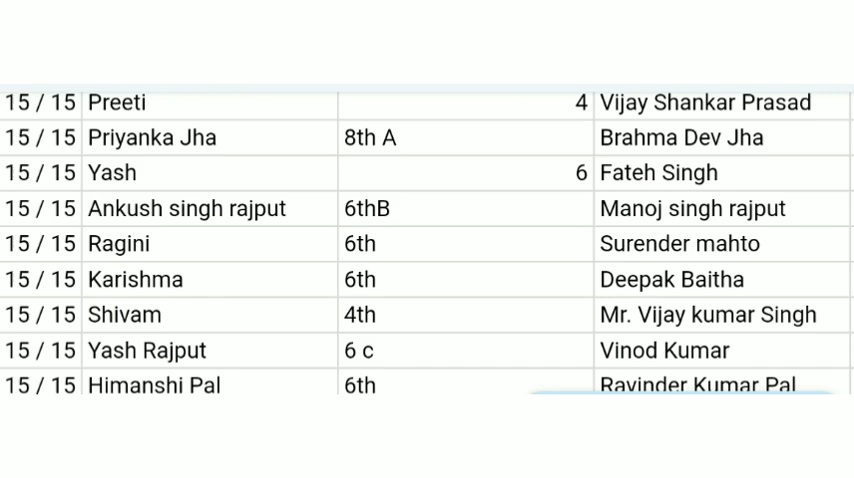 15 / 15 Preeti 4 Vijay Shankar Prasad
15 / 15 Priyanka Jha 8th A Brahma Dev Jha
15 / 15 Yash 6 Fateh Singh
15 / 15 Ankush singh rajput 6thB Manoj singh rajput
15 / 15 Ragini 6th Surender mahto
15 / 15 Karishma 6th Deepak Baitha
15 / 15 Shivam 4th Mr. Vijay kumar Singh
15 / 15 Yash Rajput 6 c Vinod Kumar
15 / 15 Himanshi Pal 6th Ravinder Kumar Pal